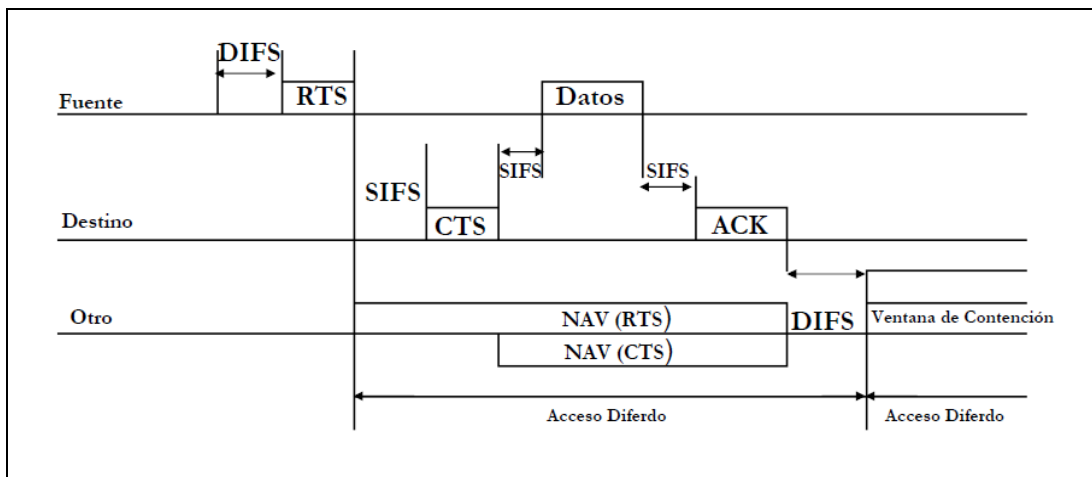 DIFS
Fuente
RTS
Datos
SIFS
SIFS
SIFS
Destino
CTS
ACK
Otro
NAV (RTS)
DIFS
Ventana de Contención
NAV (CTS)
Acceso Diferdo
Acceso Diferdo